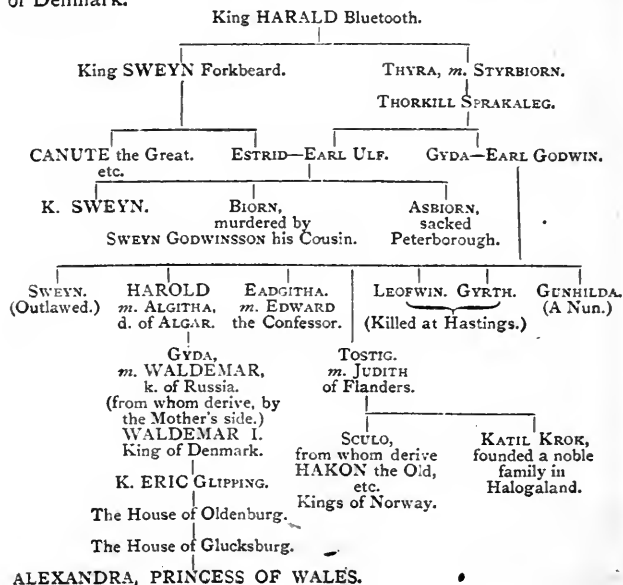 of Denmark.
King HARALD Bluetooth.
King SWEYN Forkbeard. THYRA, m. STYRBIORN.
THORKILL SPRAKALEG.
CANUTE the Great. ESTRID—EARL ULF. GYDA—EARL GODWIN.
etc.
K. SWEYN. BIORN, ASBIORN,
murdered by sacked
SWEYN GODWINSSON his Cousin. Peterborough.
SWEYN. HAROLD EADGITHA. LEOFWIN. GYRTH. GUNHILDA.
(Outlawed.) m. ALGITHA, m. EDWARD (Killed at Hastings.) (A Nun.)
d. of ALGAR. the Confessor.
GYDA, TOSTIG.
m. WALDEMAR, m. JUDITH
k. of Russia. of Flanders.
(from whom derive, by
the Mother's side.)
WALDEMAR I. SCULO, KATIL KROK,
King of Denmark. from whom derive founded a noble
HAKON the Old, family in
K. ERIC GLIPPING. etc. Halogaland.
Kings of Norway.
The House of Oldenburg.
The House of Glucksburg.
ALEXANDRA, PRINCESS OF WALES.